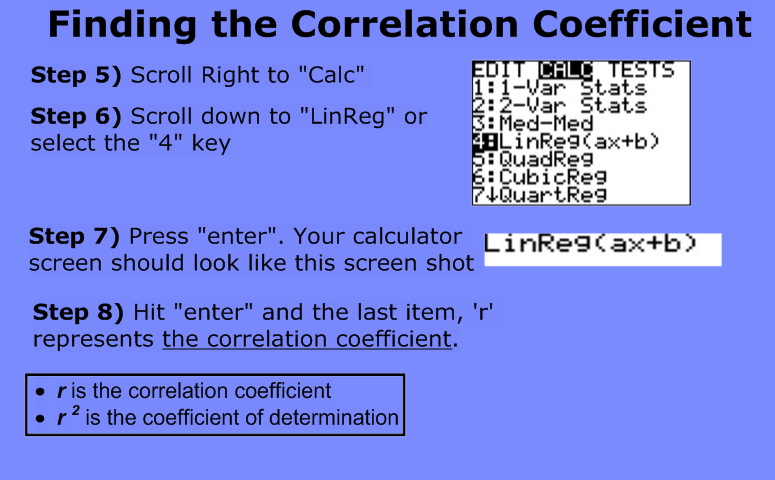 Finding the Correlation Coefficient
Step 5) Scroll Right to "Calc"
Step 6) Scroll down to "LinReg" or
select the "4" key
EDIT CALC TESTS
1:1-Var Stats
2:2-Var Stats
3:Med-Med
4:LinReg(ax+b)
5:QuadReg
6:CubicReg
7↓QuartReg
Step 7) Press "enter". Your calculator
screen should look like this screen shot
LinReg(ax+b)
Step 8) Hit "enter" and the last item, 'r'
represents the correlation coefficient.
• r is the correlation coefficient
• r ² is the coefficient of determination